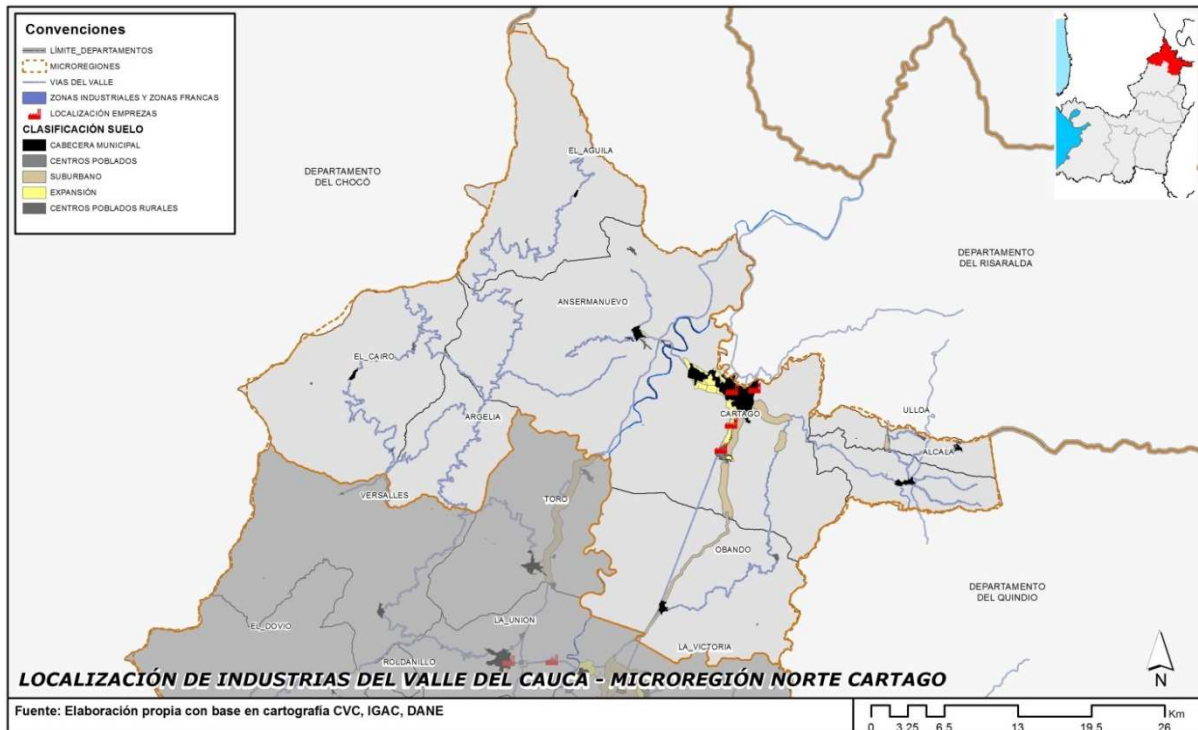 Convenciones
LÍMITE_DEPARTAMENTOS
MICROREGIONES
VIAS DEL VALLE
ZONAS INDUSTRIALES Y ZONAS FRANCAS
LOCALIZACIÓN EMPREZAS
CLASIFICACIÓN SUELO
CABECERA MUNICIPAL
CENTROS POBLADOS
SUBURBANO
EXPANSIÓN
CENTROS POBLADOS RURALES
DEPARTAMENTO
DEL CHOCÓ
EL_AGUILA
DEPARTAMENTO
DEL RISARALDA
ANSERMANUEVO
EL_CAIRO
ARGELIA
CARTAGO
ULLOA
ALCALA
VERSALLES
TORO
OBANDO
DEPARTAMENTO
DEL QUINDIO
EL_DOVIO
LA_UNION
LA_VICTORIA
ROLDANILLO
N
LOCALIZACIÓN DE INDUSTRIAS DEL VALLE DEL CAUCA - MICROREGIÓN NORTE CARTAGO
Fuente: Elaboración propia con base en cartografía CVC, IGAC, DANE
Km
0 3.25 6.5 13 19.5 26